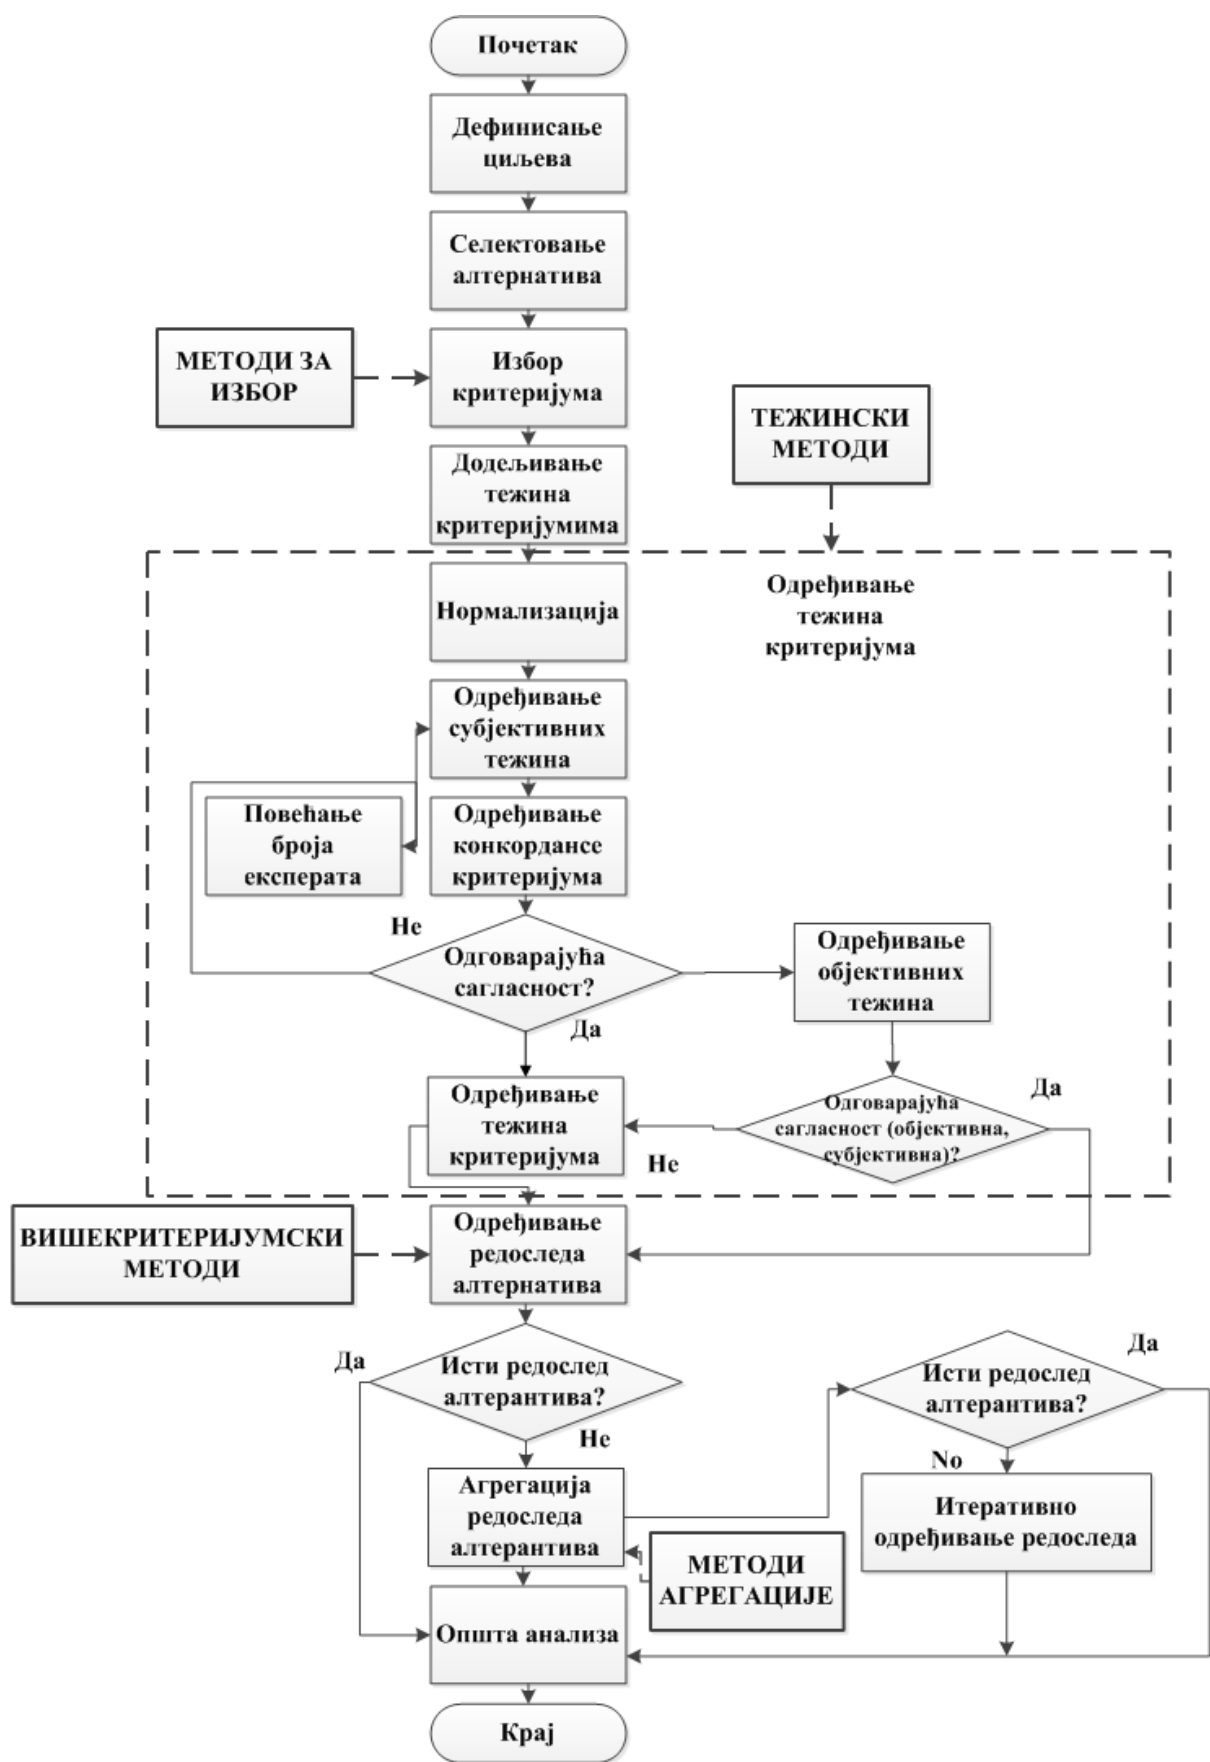 Почетак
Дефинисање
циљева
Селектовање
алтернатива
МЕТОДИ ЗА
ИЗБОР
Избор
критеријума
ТЕЖИНСКИ
МЕТОДИ
Додељивање
тежина
критеријумима
Нормализација
Одређивање
тежина
критеријума
Одређивање
субјективних
тежина
Повећање
броја
експерата
Одређивање
конкордансе
критеријума
Не
Одговарајућа
сагласност?
Да
Одређивање
објективних
тежина
Одређивање
тежина
критеријума
Одговарајућа
сагласност (објективна,
субјективна)?
Да
Не
ВИШЕКРИТЕРИЈУМСКИ
МЕТОДИ
Одређивање
редоследа
алтернатива
Да
Исти редослед
алтерантива?
Не
Исти редослед
алтерантива?
Да
No
Агрегација
редоследа
алтерантива
Итеративно
одређивање редоследа
МЕТОДИ
АГРЕГАЦИЈЕ
Општа анализа
Крај